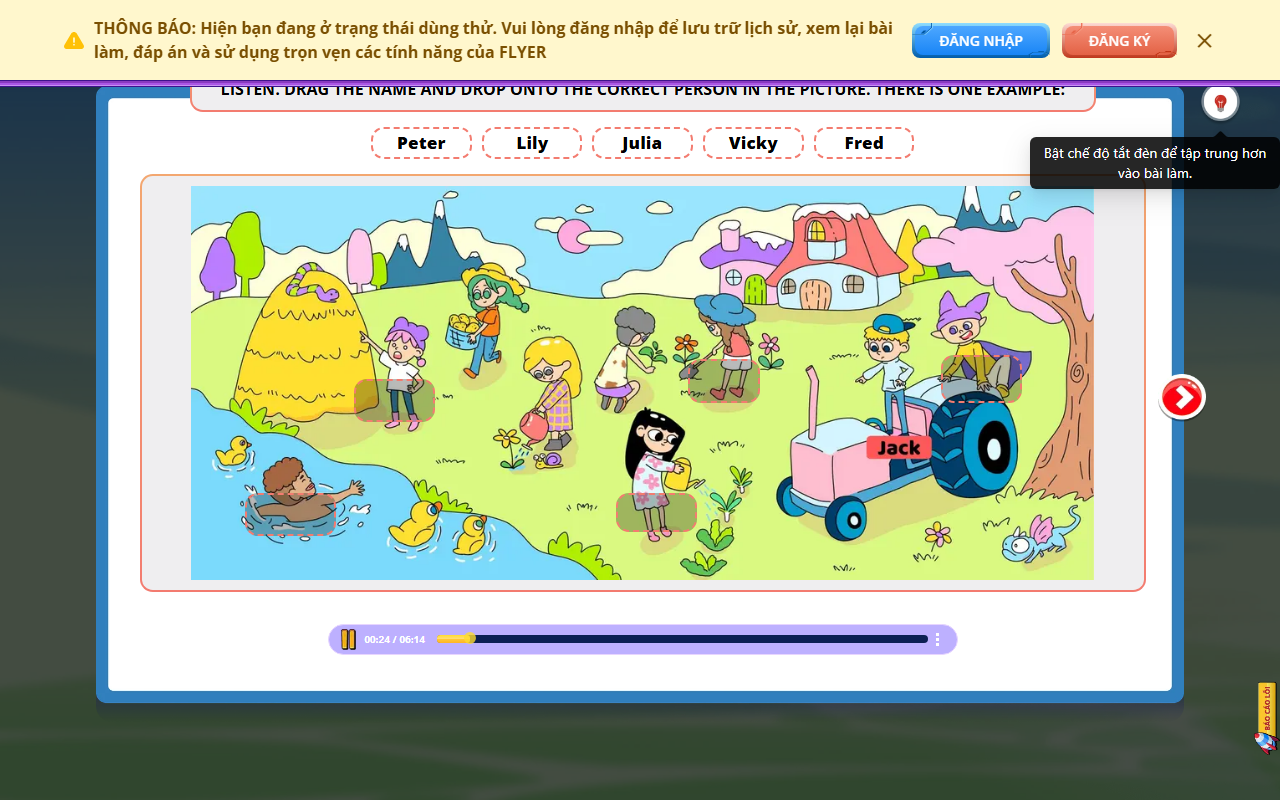 THÔNG BÁO: Hiện bạn đang ở trạng thái dùng thử. Vui lòng đăng nhập để lưu trữ lịch sử, xem lại bài
làm, đáp án và sử dụng trọn vẹn các tính năng của FLYER
ĐĂNG NHẬP
ĐĂNG KÝ
LISTEN. DRAG THE NAME AND DROP ONTO THE CORRECT PERSON IN THE PICTURE. THERE IS ONE EXAMPLE:
Peter
Lily
Julia
Vicky
Fred
Bật chế độ tắt đèn để tập trung hơn
vào bài làm.
Jack
00:24 / 06:14
BÁO CÁO LỖI